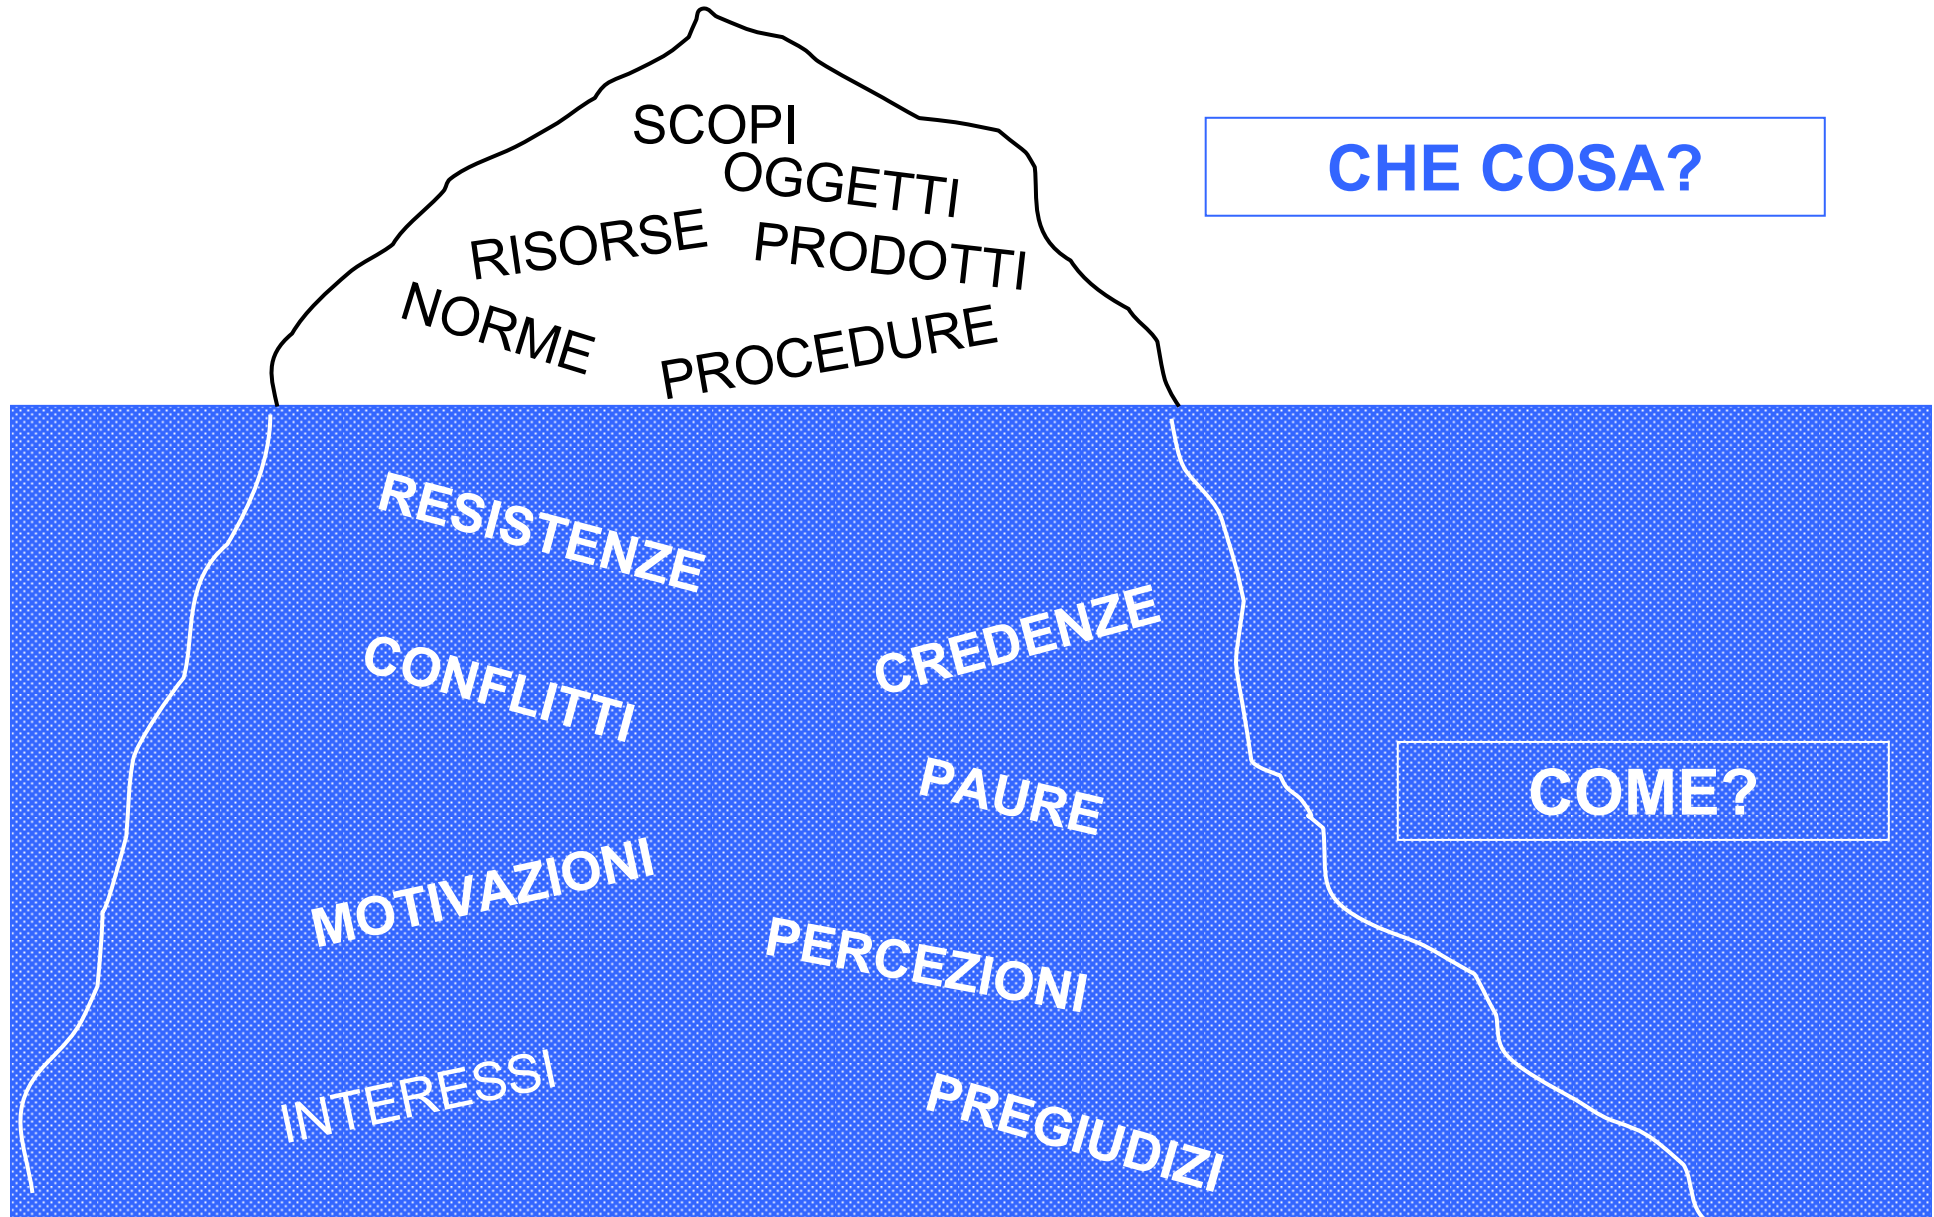 SCOPI
CHE COSA?
OGGETTI
RISORSE
PRODOTTI
NORME
PROCEDURE
RESISTENZE
CREDENZE
CONFLITTI
PAURE
COME?
MOTIVAZIONI
PERCEZIONI
INTERESSI
PREGIUDIZI